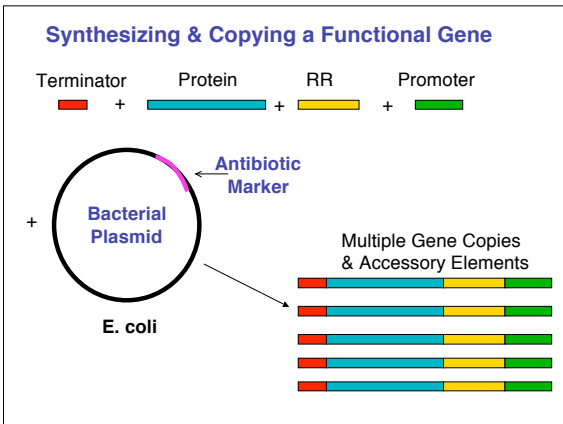 Synthesizing & Copying a Functional Gene
Terminator Protein RR Promoter
+ + +
Antibiotic
Marker
+
Bacterial
Plasmid
Multiple Gene Copies
& Accessory Elements
E. coli